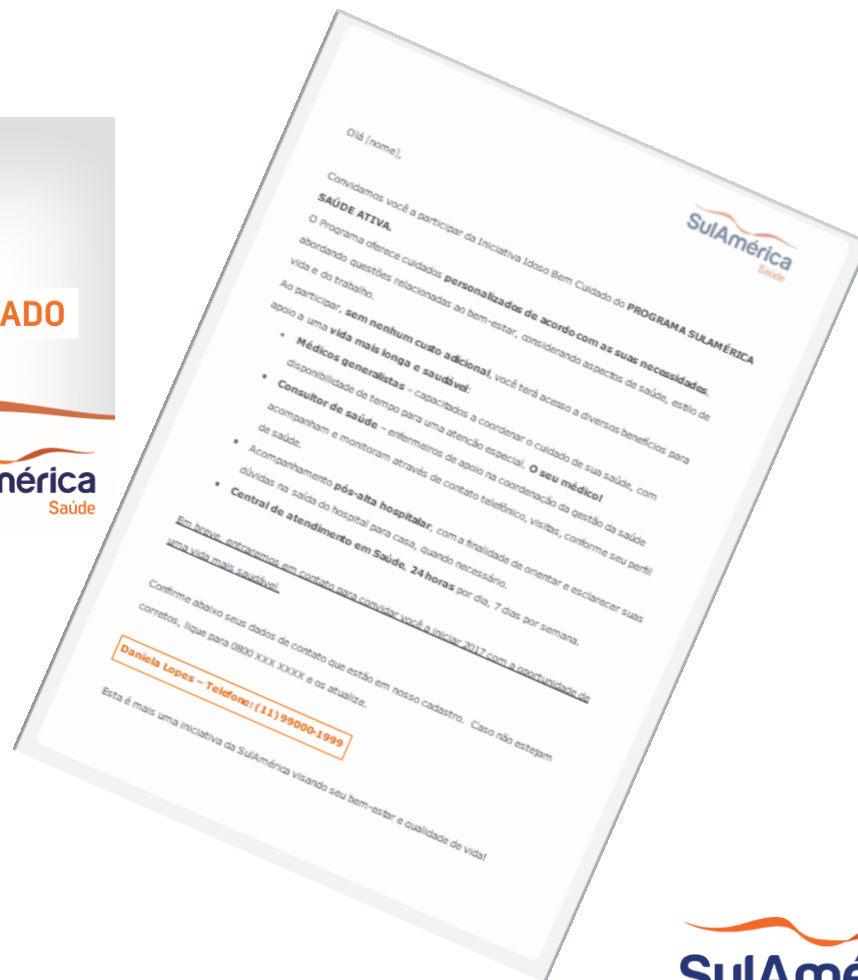 ADO
mérica
Saúde
Olá [nome],
SulAmérica
Saúde
Convidamos você a participar da Iniciativa Idoso Bem Cuidado do PROGRAMA SULAMÉRICA
SAÚDE ATIVA.
O Programa oferece cuidados personalizados de acordo com as suas necessidades,
abordando questões relacionadas ao bem-estar, considerando aspectos de saúde, estilo de
vida e do trabalho.
Ao participar, sem nenhum custo adicional, você terá acesso a diversos benefícios para
apoio a uma vida mais longa e saudável:
• Médicos generalistas – capacitados a coordenar o cuidado de sua saúde, com
disponibilidade de tempo para uma atenção especial. O seu médico!
• Consultor de saúde – enfermeiros de apoio na coordenação da gestão da saúde
acompanham e monitoram através de contato telefônico, visitas, conforme seu perfil
de saúde.
• Acompanhamento pós-alta hospitalar, com a finalidade de orientar e esclarecer suas
dúvidas na saída do hospital para casa, quando necessário.
• Central de atendimento em Saúde, 24 horas por dia, 7 dias por semana.
Em breve, entraremos em contato para convidar você a iniciar 2017 com a oportunidade de
uma vida mais saudável.
Confirme abaixo seus dados de contato que estão em nosso cadastro. Caso não estejam
corretos, ligue para 0800 XXX XXXX e os atualize.
Daniela Lopes – Telefone: (11) 99000-1999
Esta é mais uma iniciativa da SulAmérica visando seu bem-estar e qualidade de vida!
SulAmé